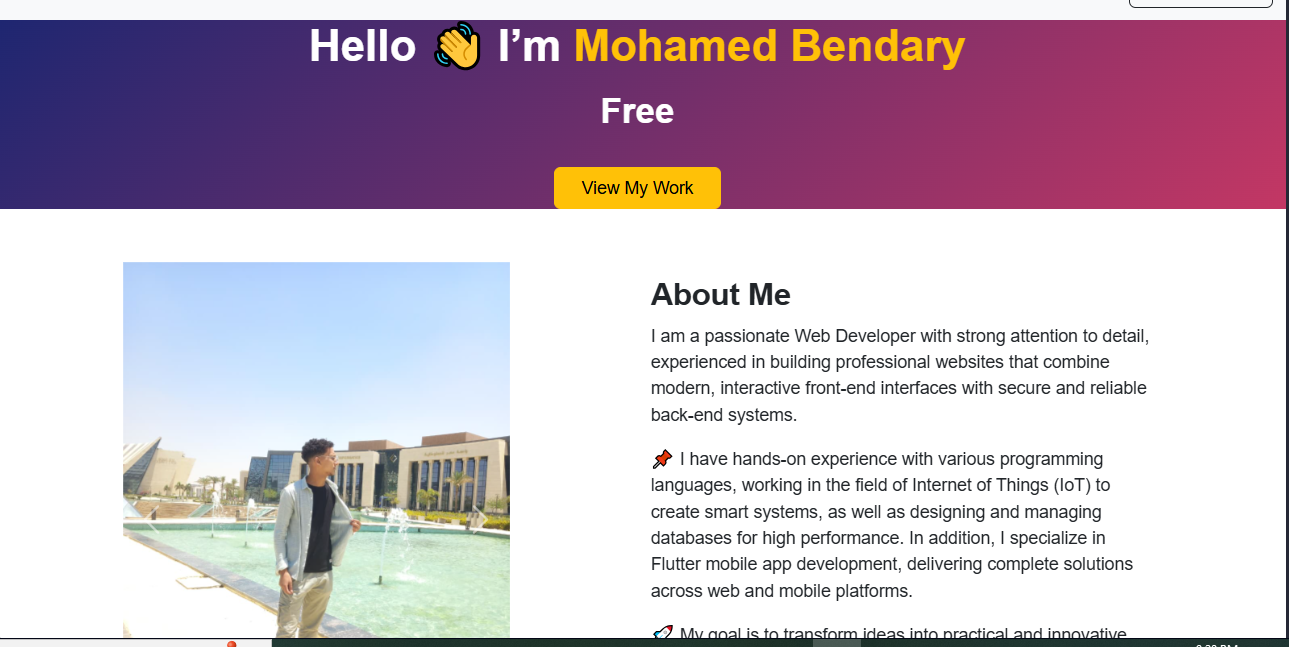 Hello 👋 I’m Mohamed Bendary
Free
View My Work
About Me
I am a passionate Web Developer with strong attention to detail,
experienced in building professional websites that combine
modern, interactive front-end interfaces with secure and reliable
back-end systems.
📌 I have hands-on experience with various programming
languages, working in the field of Internet of Things (IoT) to
create smart systems, as well as designing and managing
databases for high performance. In addition, I specialize in
Flutter mobile app development, delivering complete solutions
across web and mobile platforms.
🚀 My goal is to transform ideas into practical and innovative